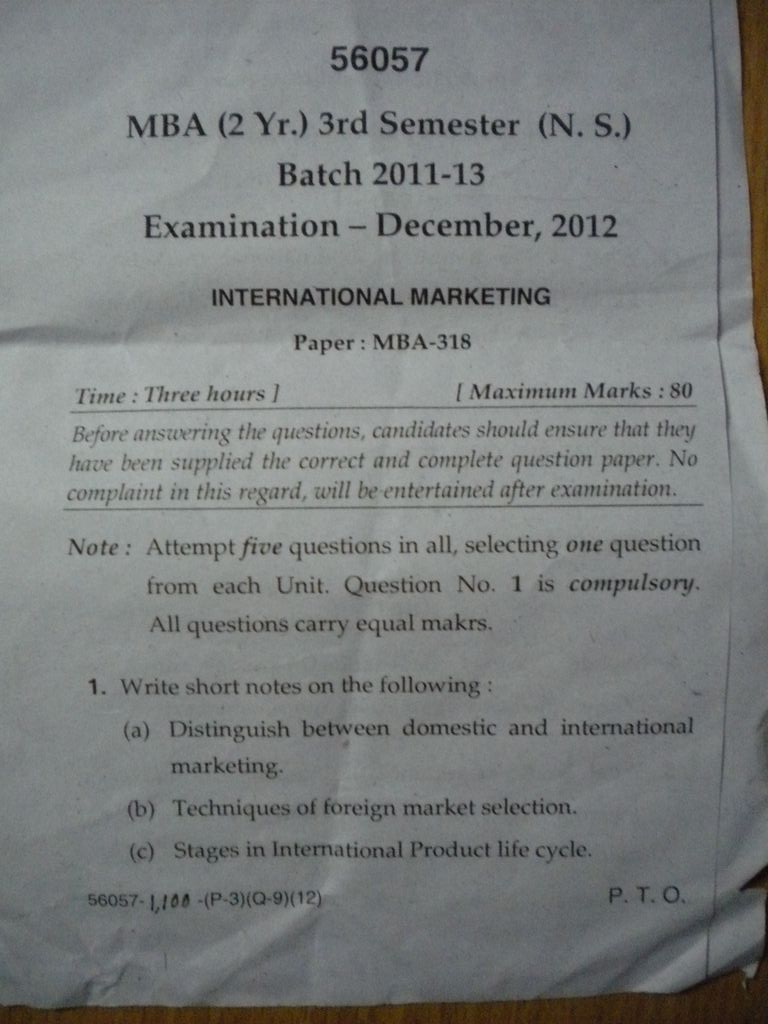 56057
MBA (2 Yr.) 3rd Semester (N. S.)
Batch 2011-13
Examination – December, 2012
INTERNATIONAL MARKETING
Paper : MBA-318
Time : Three hours ] [ Maximum Marks : 80
Before answering the questions, candidates should ensure that they
have been supplied the correct and complete question paper. No
complaint in this regard, will be entertained after examination.
Note : Attempt five questions in all, selecting one question
from each Unit. Question No. 1 is compulsory.
All questions carry equal makrs.
1. Write short notes on the following :
(a) Distinguish between domestic and international
marketing.
(b) Techniques of foreign market selection.
(c) Stages in International Product life cycle.
56057-1,100-(P-3)(Q-9)(12) P. T. O.